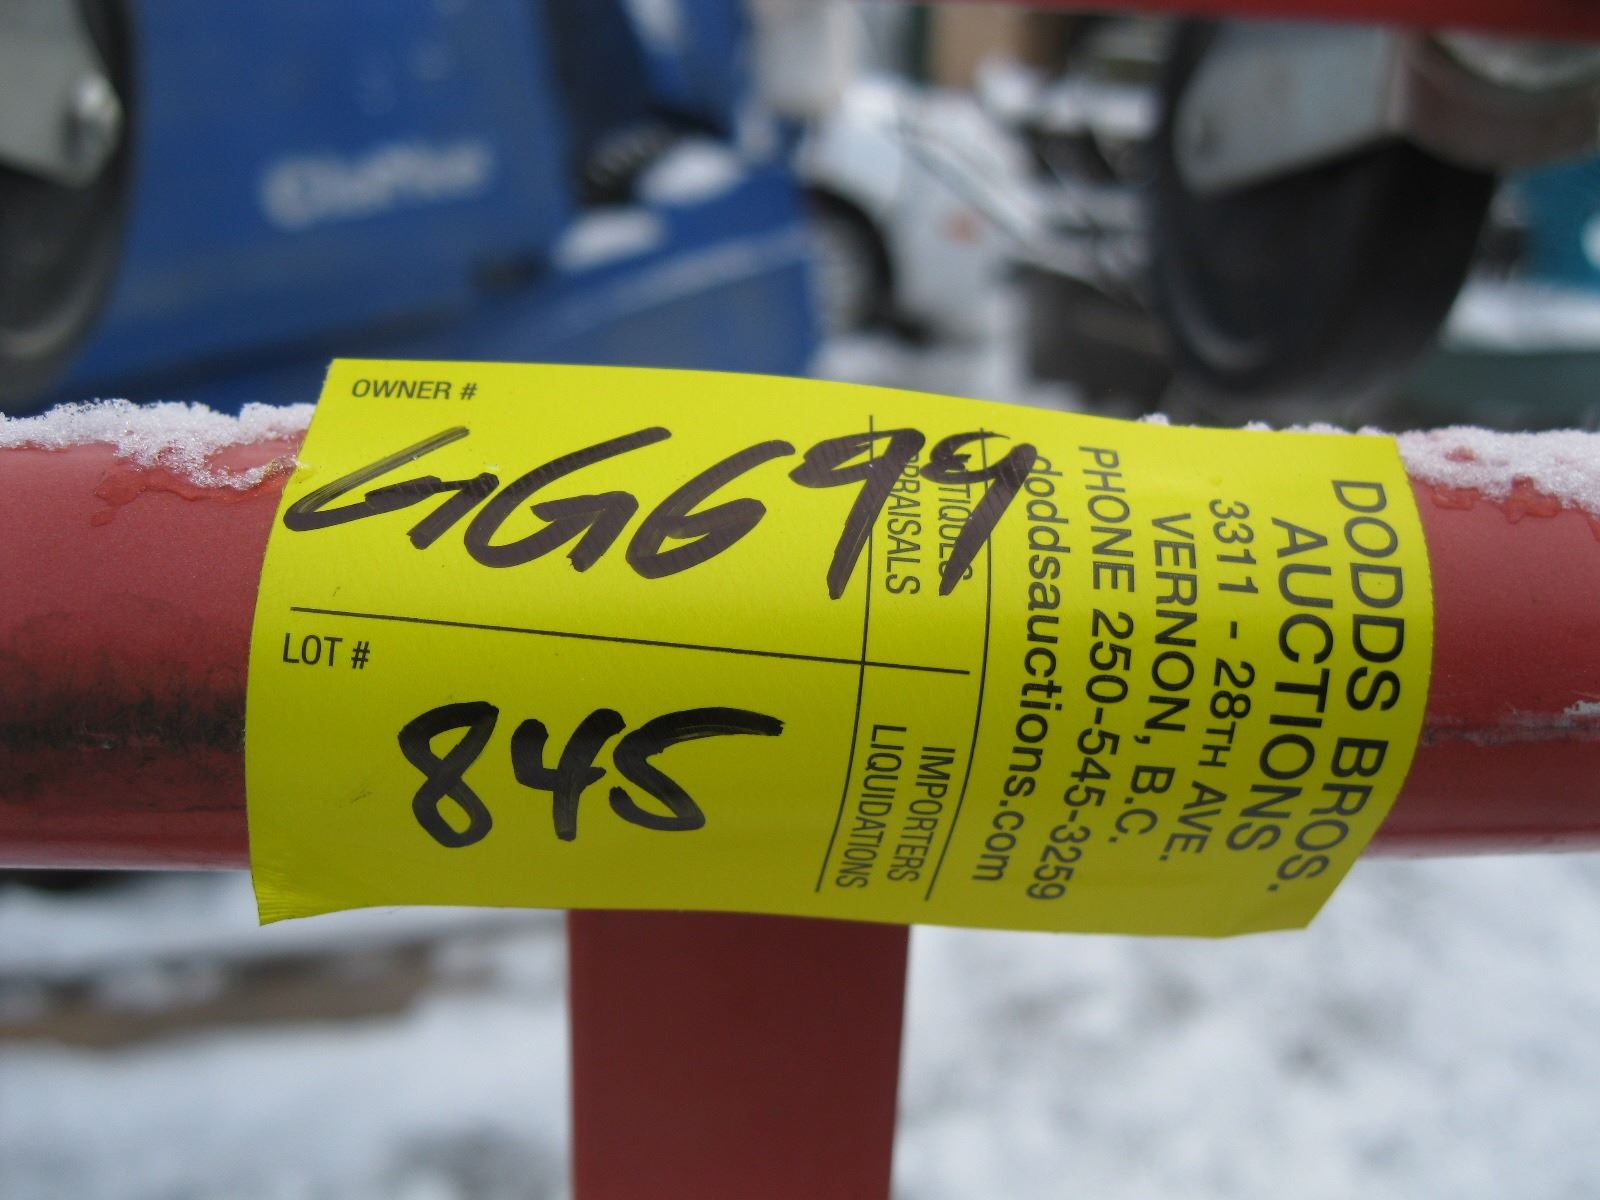 OWNER #
GG699
LOT #
845
ANTIQUES
APPRAISALS
IMPORTERS
LIQUIDATIONS
DODDS BROS.
AUCTIONS
3311 - 28TH AVE.
VERNON, B.C.
PHONE 250-545-3259
doddsauctions.com